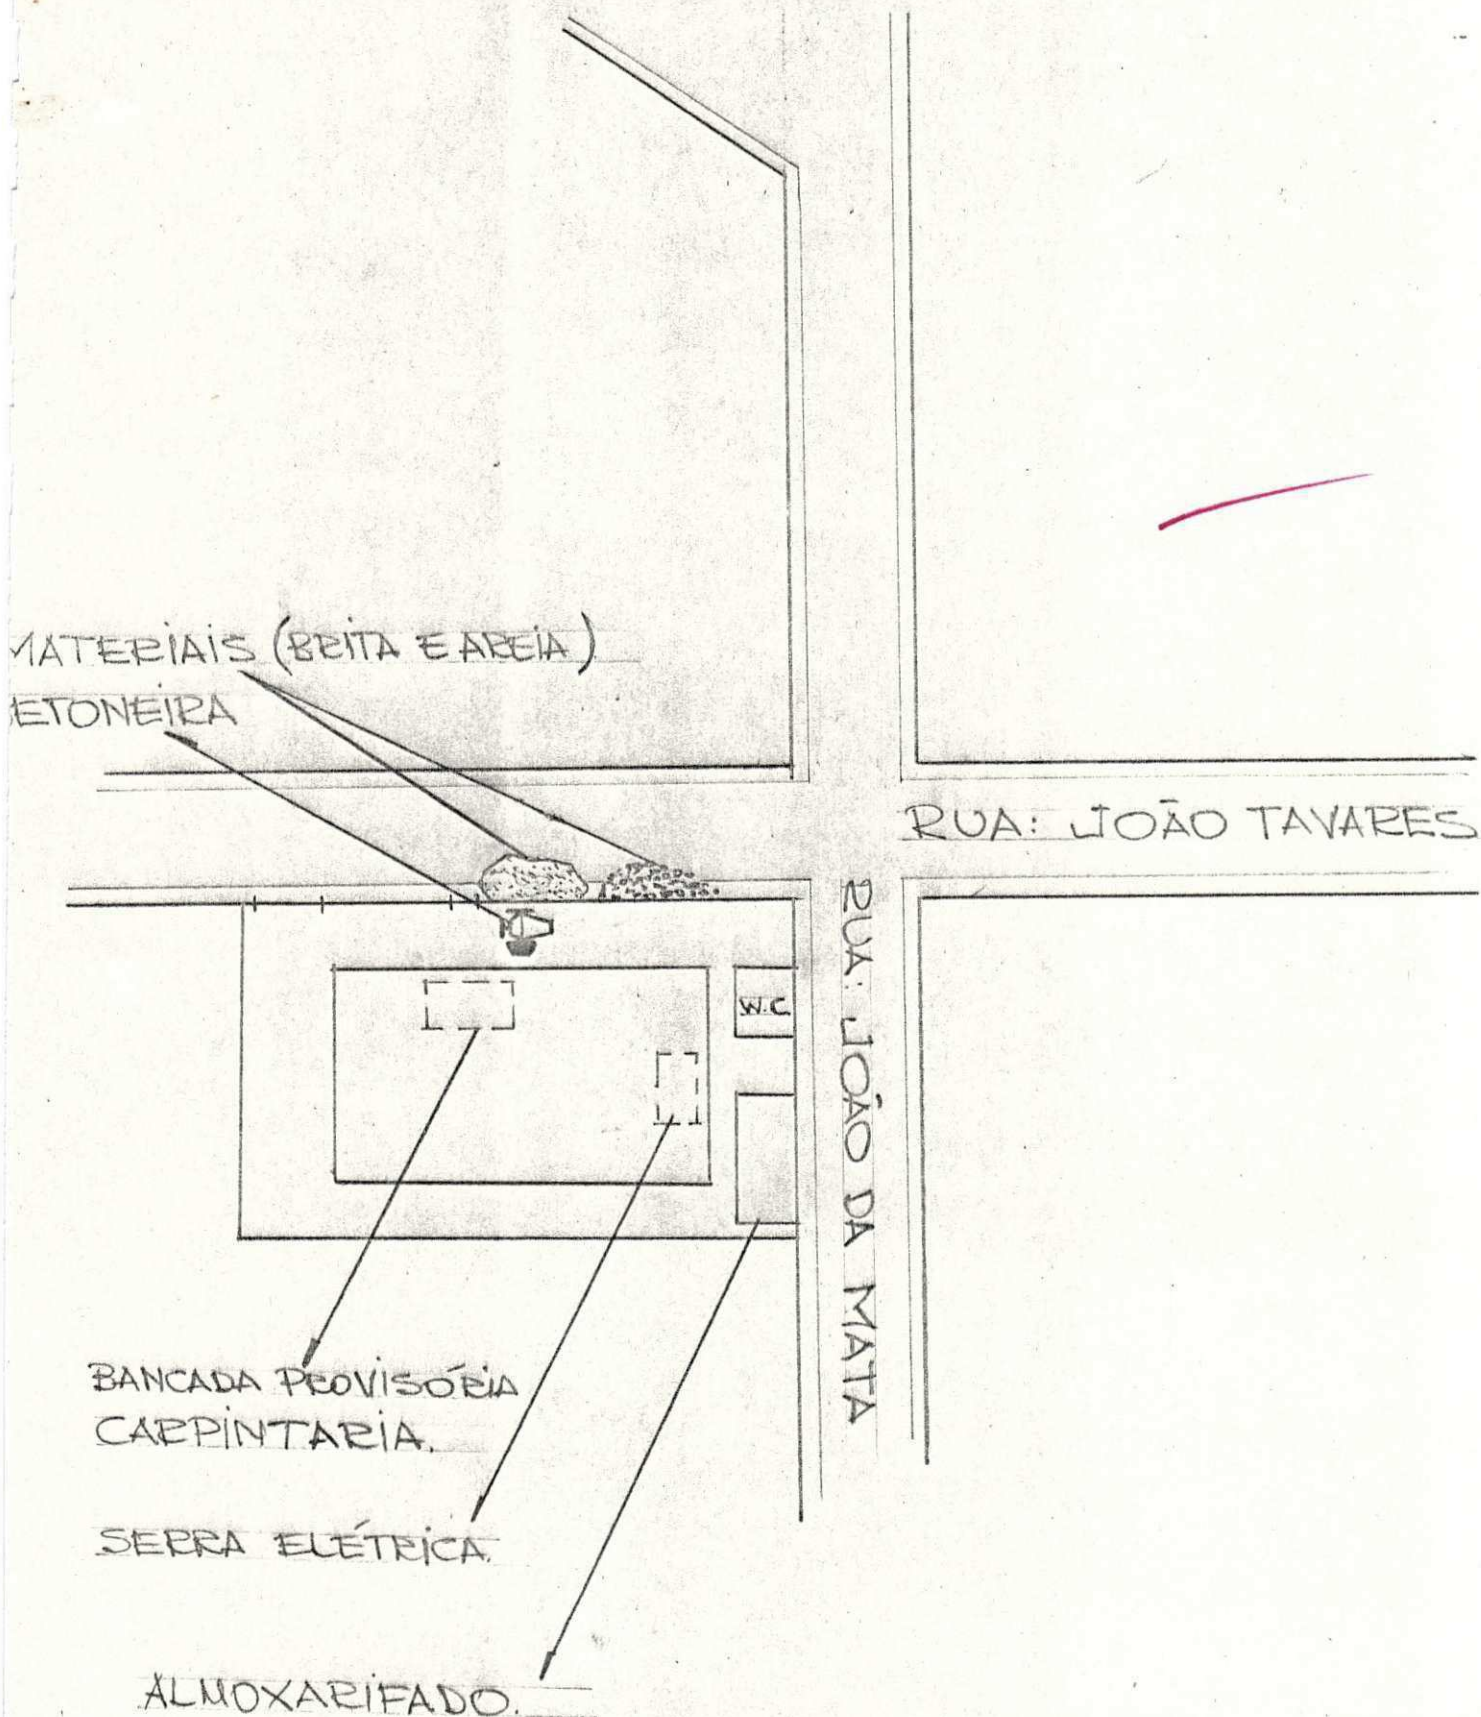 MATERIAIS (BRITA E AREIA)
ETONEIRA
RUA: JOÃO TAVARES
RUA: JOÃO DA MATA
W.C
BANCADA PROVISÓRIA
CARPINTARIA.
SERRA ELÉTRICA.
ALMOXARIFADO.